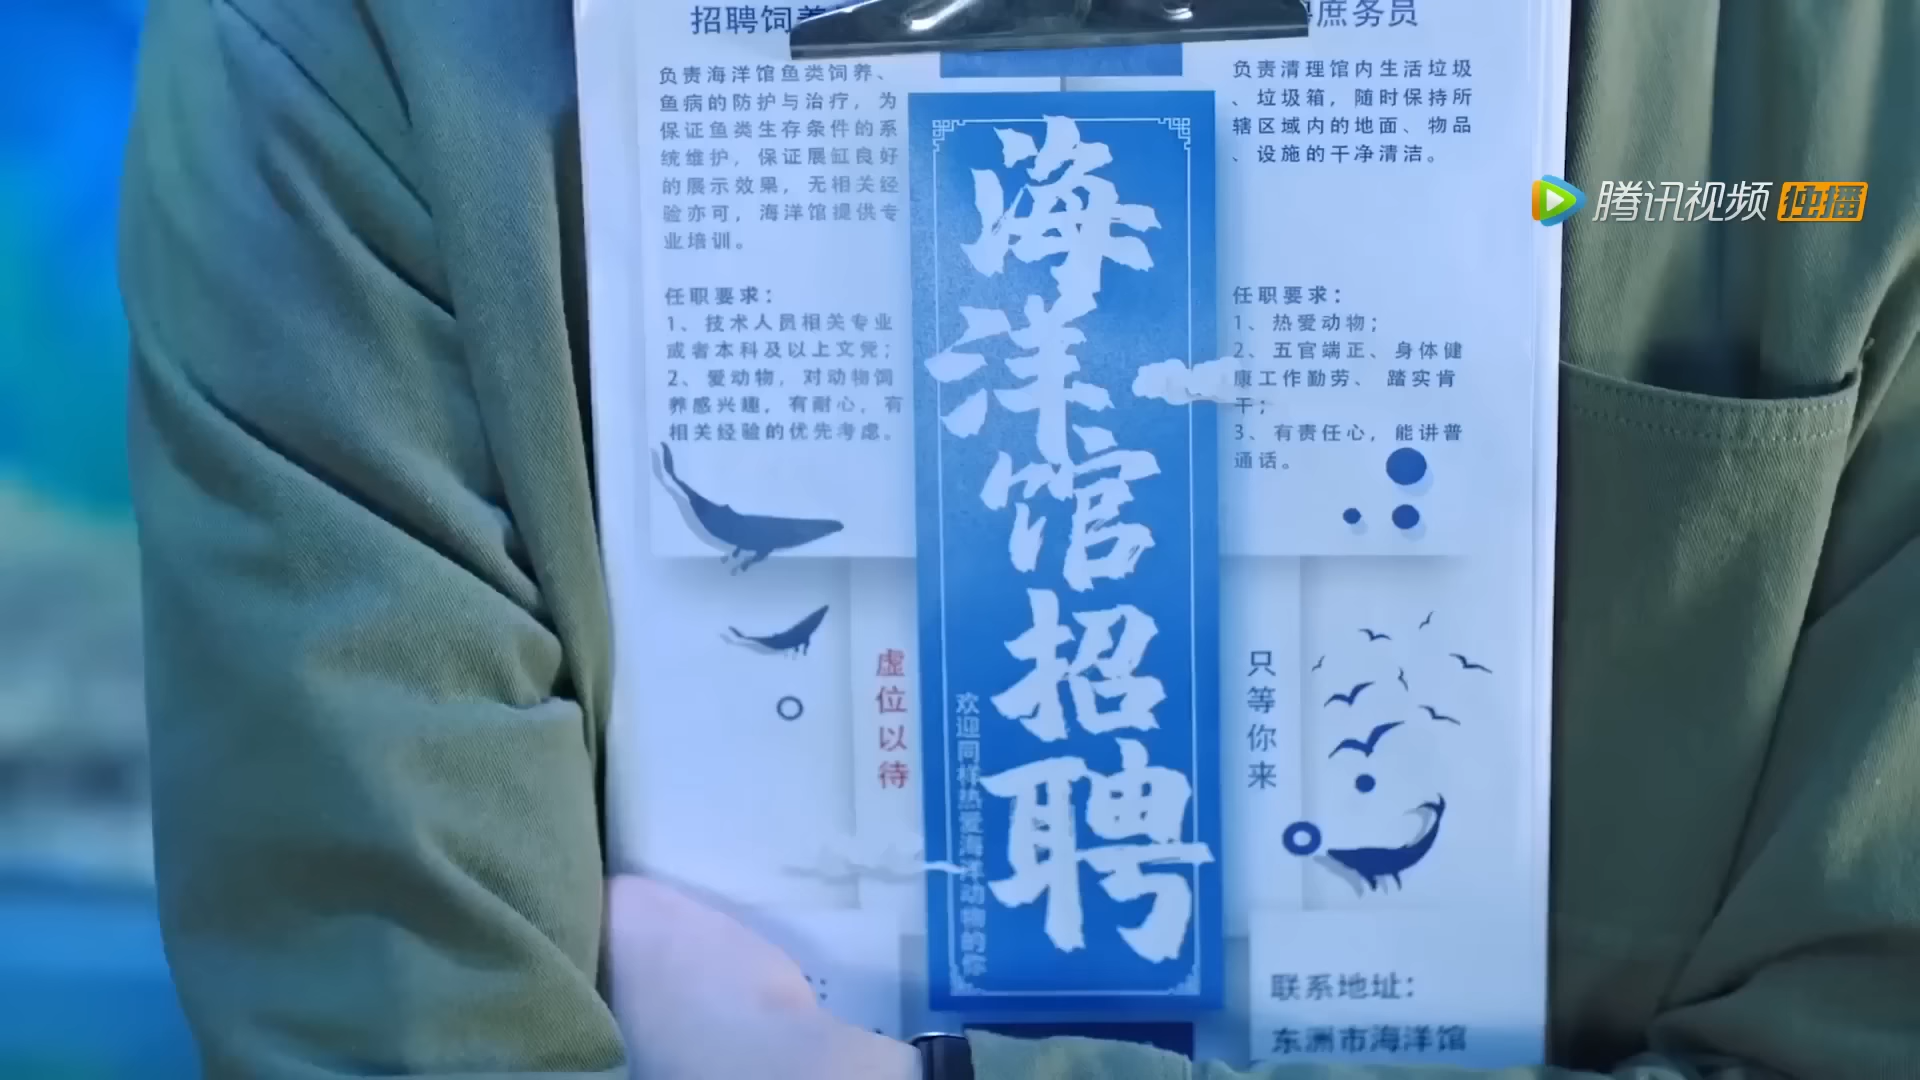 招聘饲养
负责海洋馆鱼类饲养、
鱼病的防护与治疗，为
保证鱼类生存条件的系
统维护，保证展缸良好
的展示效果，无相关经
验亦可，海洋馆提供专
业培训。
任职要求：
1、技术人员相关专业
或者本科及以上文凭；
2、爱动物，对动物饲
养感兴趣，有耐心，有
相关经验的优先考虑。
海洋馆招聘
欢迎同样热爱海洋动物的你
庶务员
负责清理馆内生活垃圾
、垃圾箱，随时保持所
辖区域内的地面、物品
、设施的干净清洁。
任职要求：
1、热爱动物；
2、五官端正、身体健
康工作勤劳、踏实肯
干；
3、有责任心，能讲普
通话。
虚位以待
只等你来
联系地址：
东洲市海洋馆
腾讯视频 独播